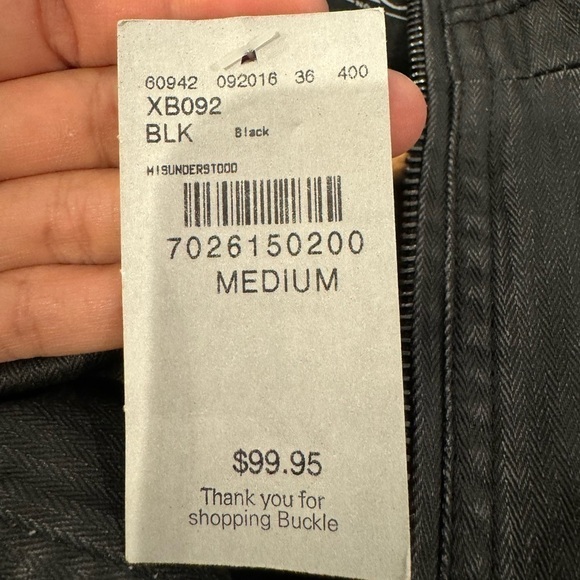 60942 092016 36 400
XB092
BLK Black
MISUNDERSTOOD
7026150200
MEDIUM
$99.95
Thank you for
shopping Buckle